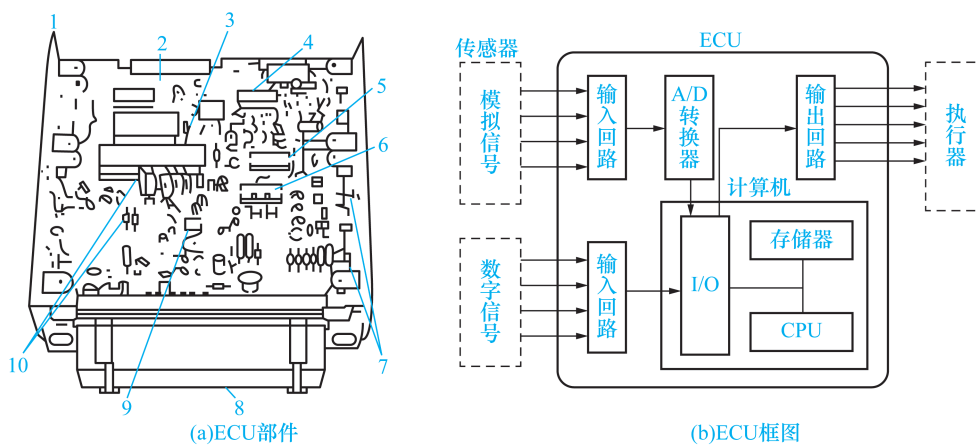 1
2
3
4
5
6
7
8
9
10
(a)ECU部件
ECU
传感器
模拟信号
输入回路
A/D
转换器
输出回路
执行器
计算机
数字信号
输入回路
I/O
存储器
CPU
(b)ECU框图